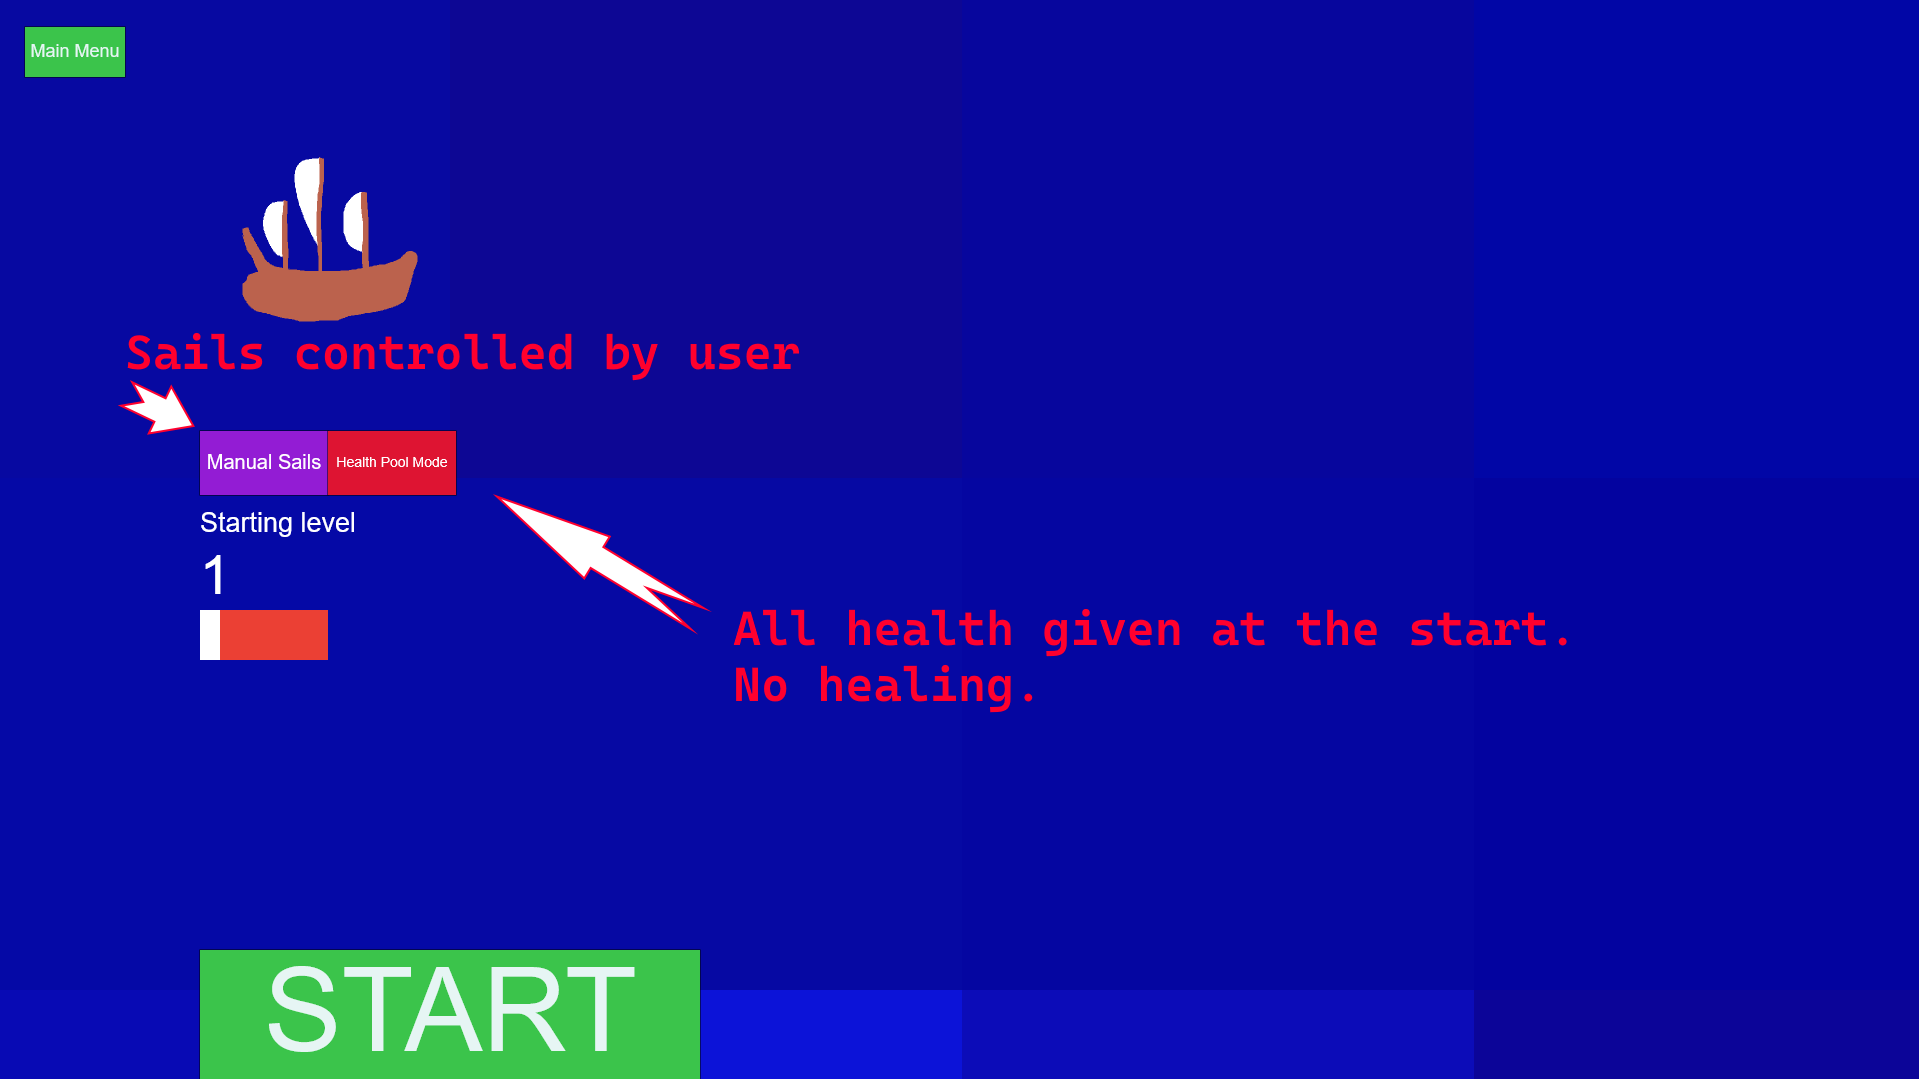 Main Menu
Sails controlled by user
Manual Sails
Health Pool Mode
Starting level
1
All health given at the start.
No healing.
START